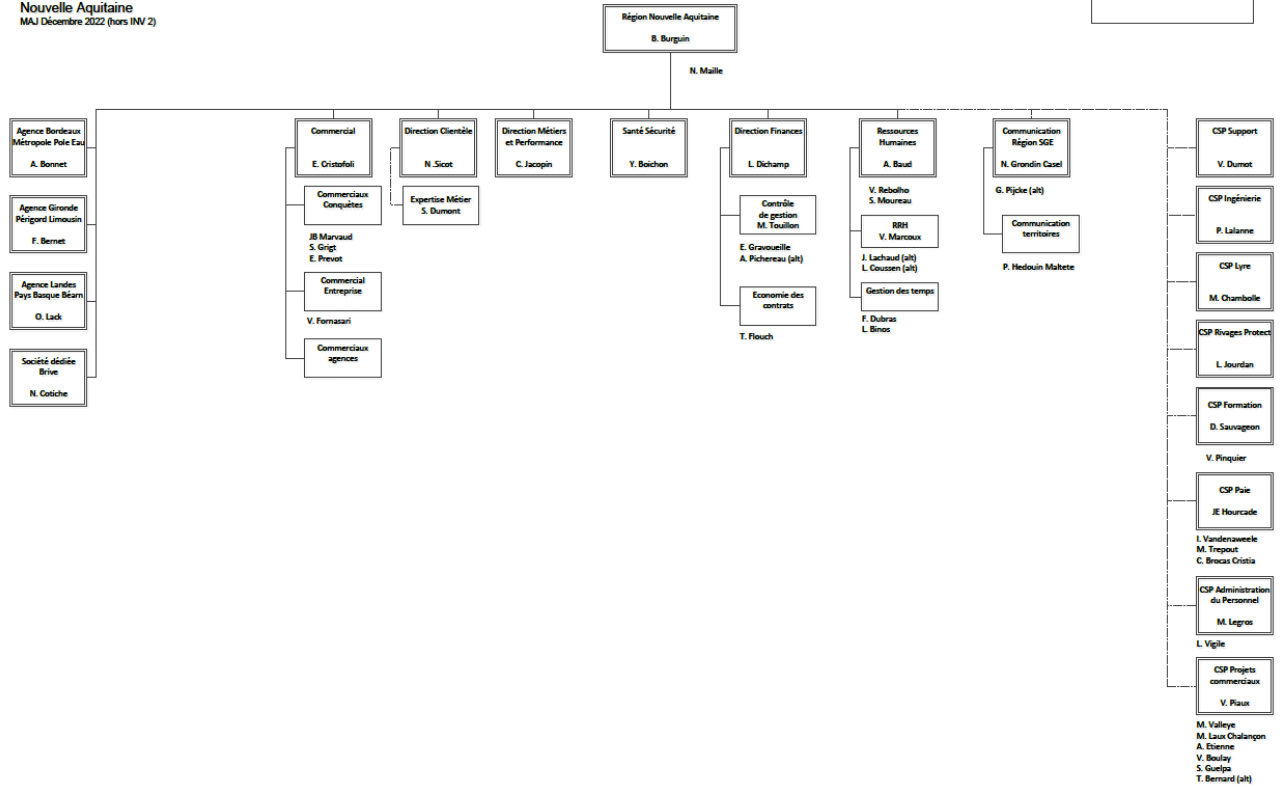 Nouvelle Aquitaine
MAJ Décembre 2022 (hors INV 2)
Région Nouvelle Aquitaine
B. Burguin
N. Maille
Agence Bordeaux
Métropole Pole Eau
A. Bonnet
Agence Gironde
Périgord Limousin
F. Bernet
Agence Landes
Pays Basque Béarn
O. Lack
Société dédiée
Brive
N. Cotiche
Commercial
E. Cristofoli
Commerciaux
Conquêtes
JB Marvaud
S. Grigt
E. Prevot
Commercial
Entreprise
V. Fornasari
Commerciaux
agences
Direction Clientèle
N .Sicot
Expertise Métier
S. Dumont
Direction Métiers
et Performance
C. Jacopin
Santé Sécurité
Y. Boichon
Direction Finances
L. Dichamp
Contrôle
de gestion
M. Touillon
E. Gravoueille
A. Pichereau (alt)
Economie des
contrats
T. Flouch
Ressources
Humaines
A. Baud
V. Rebolho
S. Moureau
RRH
V. Marcoux
J. Lachaud (alt)
L. Coussen (alt)
Gestion des temps
F. Dubras
L. Binos
Communication
Région SGE
N. Grondin Casel
G. Pijcke (alt)
Communication
territoires
P. Hedouin Maltete
CSP Support
V. Dumot
CSP Ingénierie
P. Lalanne
CSP Lyre
M. Chambolle
CSP Rivages Protect
L. Jourdan
CSP Formation
D. Sauvageon
V. Pinquier
CSP Paie
JE Hourcade
I. Vandenaweele
M. Trepout
C. Brocas Cristia
CSP Administration
du Personnel
M. Legros
L. Vigile
CSP Projets
commerciaux
V. Piaux
M. Valleye
M. Laux Chalançon
A. Etienne
V. Boulay
S. Guelpa
T. Bernard (alt)